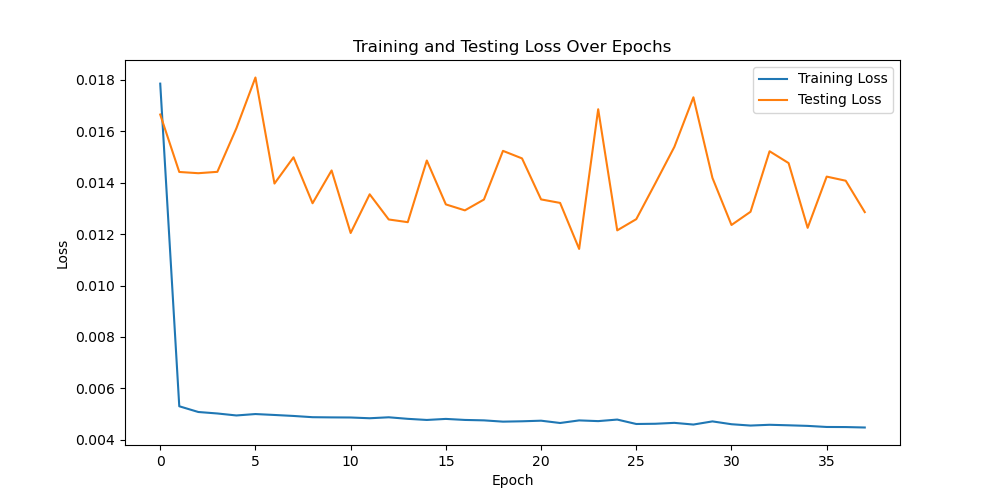 Training and Testing Loss Over Epochs
Training Loss
Testing Loss
Loss
0.018
0.016
0.014
0.012
0.010
0.008
0.006
0.004
0 5 10 15 20 25 30 35
Epoch